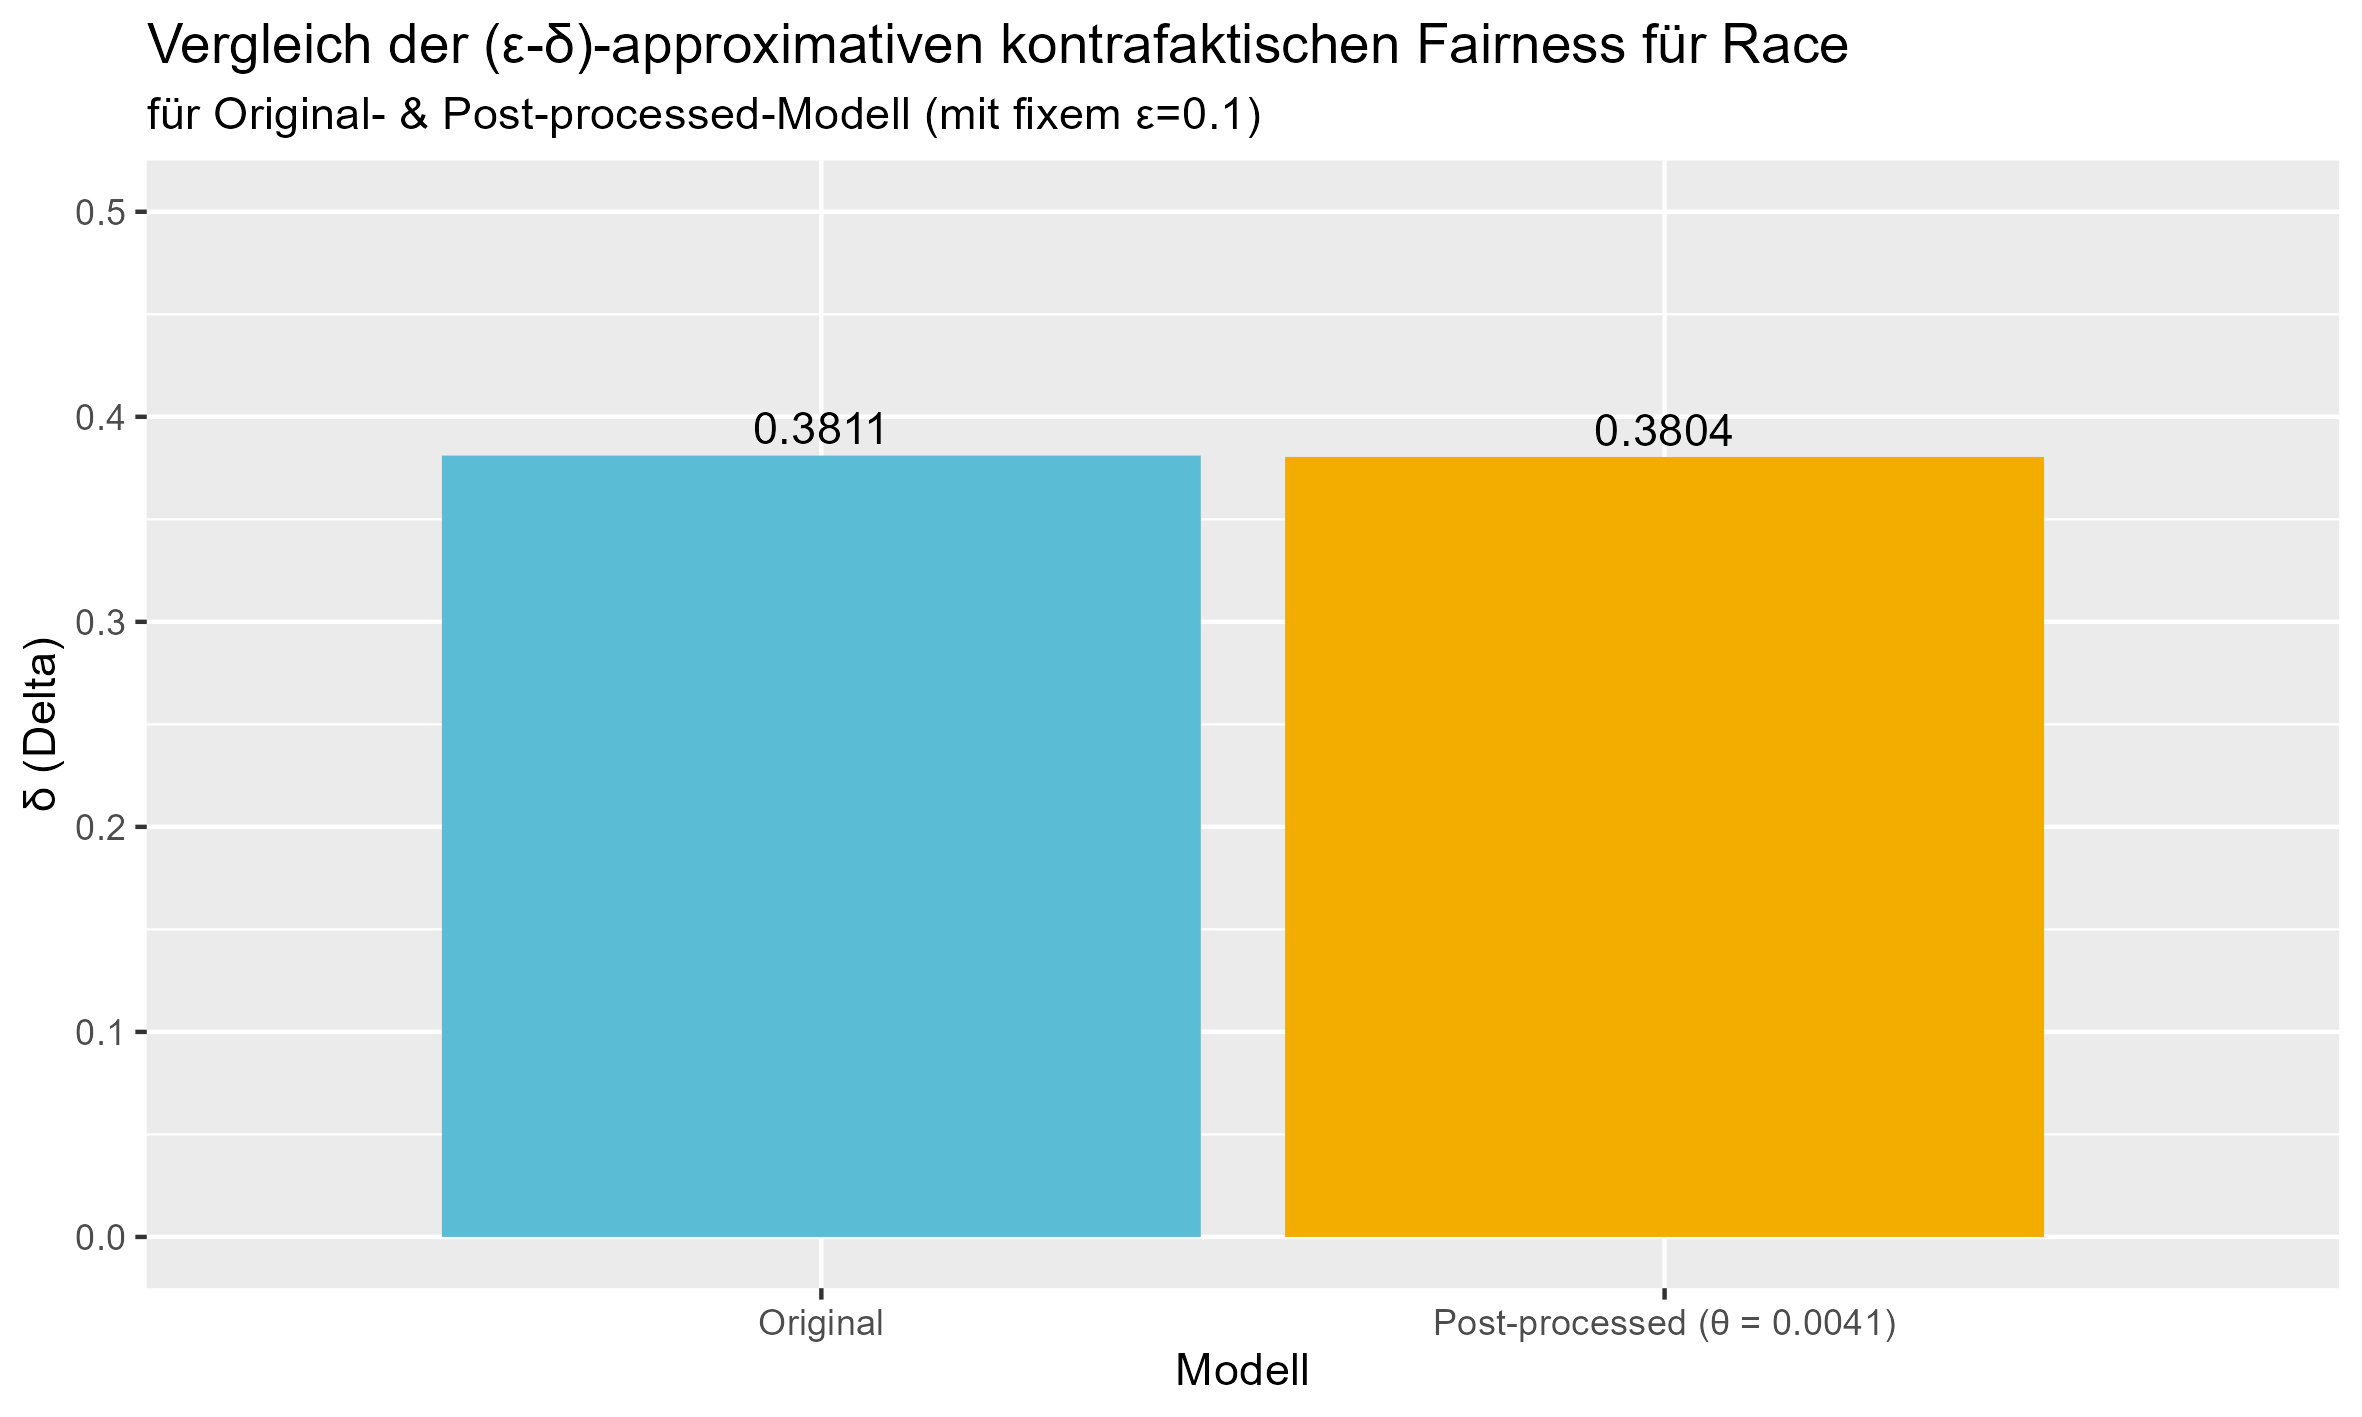 Vergleich der (ε-δ)-approximativen kontrafaktischen Fairness für Race
für Original- & Post-processed-Modell (mit fixem ε=0.1)
δ (Delta)
0.5
0.4
0.3
0.2
0.1
0.0
0.3811
0.3804
Original
Post-processed (θ = 0.0041)
Modell